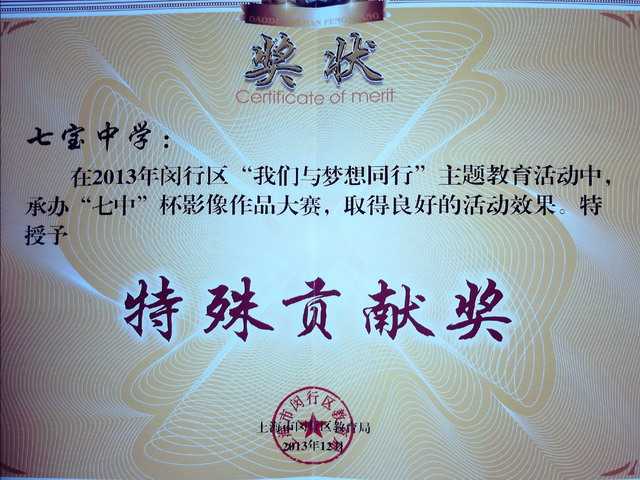 奖状
Certificate of merit
七宝中学：
在2013年闵行区“我们与梦想同行”主题教育活动中，
承办“七中”杯影像作品大赛，取得良好的活动效果。特
授予
特殊贡献奖
上海市闵行区教育局
2013年12月